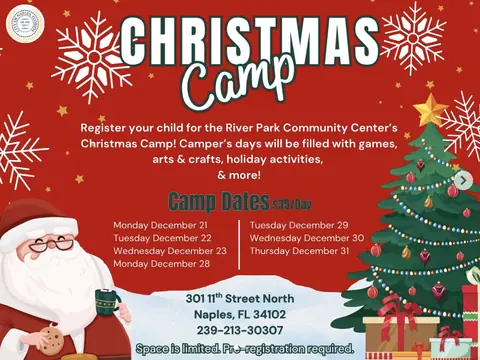 CHRISTMAS
Camp
Register your child for the River Park Community Center's
Christmas Camp! Camper's days will be filled with games,
arts & crafts, holiday activities,
& more!
Camp Dates $35/Day
Monday December 21
Tuesday December 22
Wednesday December 23
Monday December 28
Tuesday December 29
Wednesday December 30
Thursday December 31
301 11th Street North
Naples, FL 34102
239-213-30307
Space is limited. Pre-registration required.